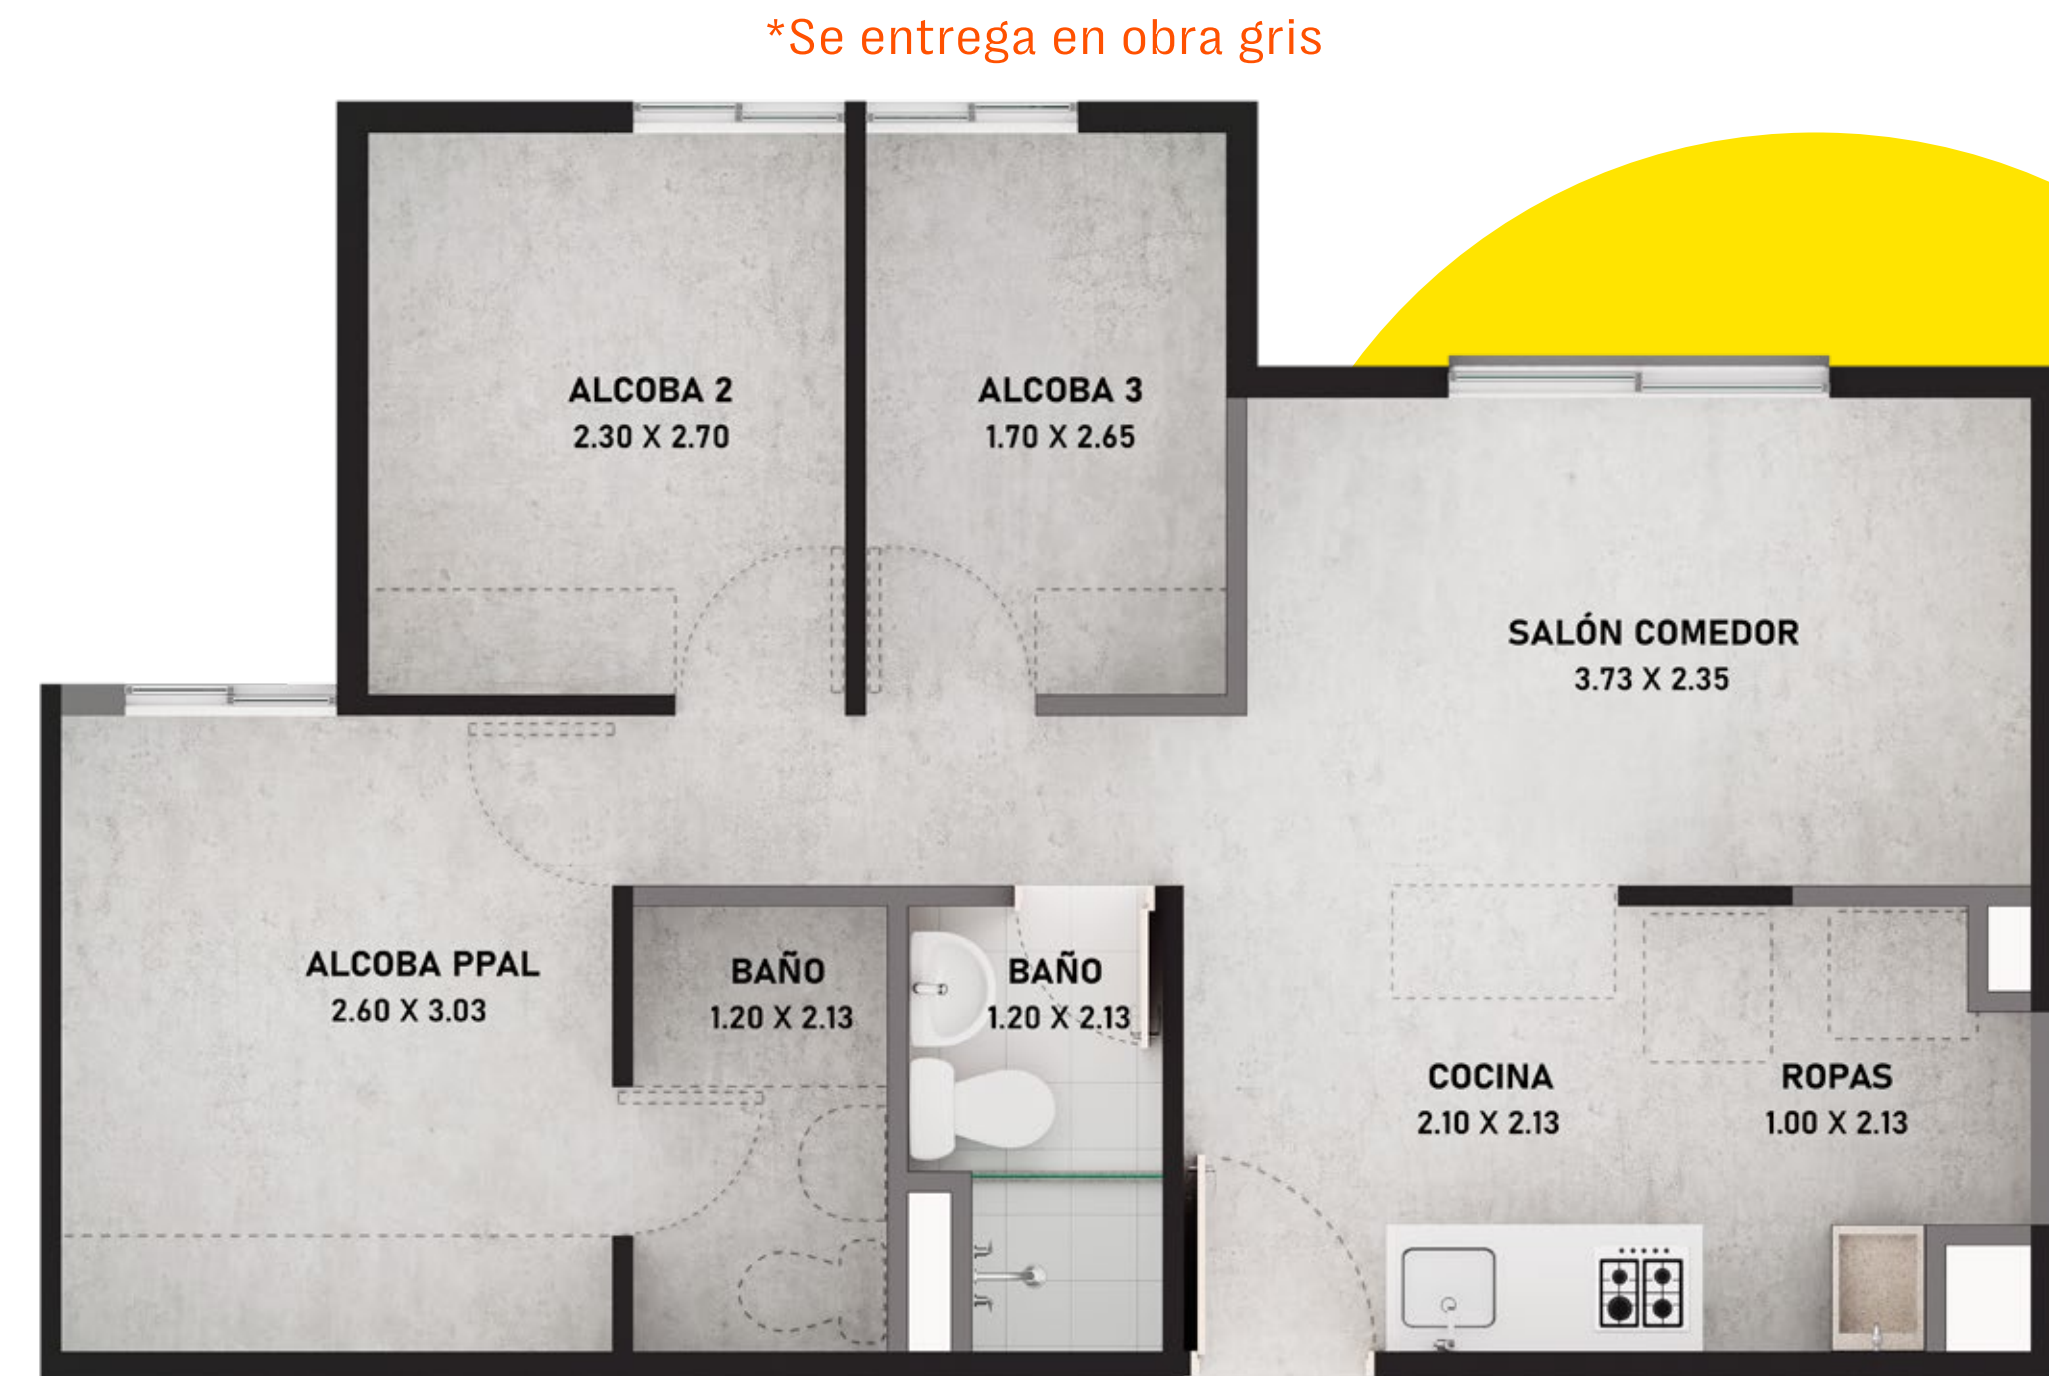 *Se entrega en obra gris
ALCOBA 2
2.30 X 2.70
ALCOBA 3
1.70 X 2.65
SALÓN COMEDOR
3.73 X 2.35
ALCOBA PPAL
2.60 X 3.03
BAÑO
1.20 X 2.13
BAÑO
1.20 X 2.13
COCINA
2.10 X 2.13
ROPAS
1.00 X 2.13